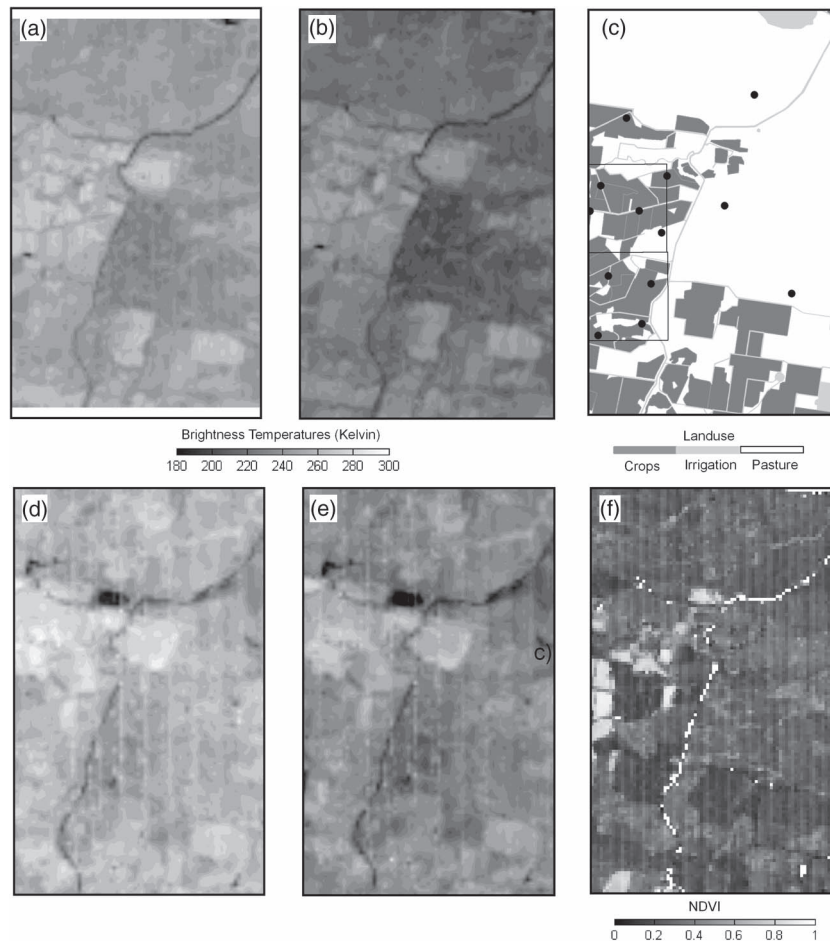 (a)
(b)
(c)
Brightness Temperatures (Kelvin)
180 200 220 240 260 280 300
Landuse
Crops Irrigation Pasture
(d)
(e)
(f)
c)
NDVI
0 0.2 0.4 0.6 0.8 1